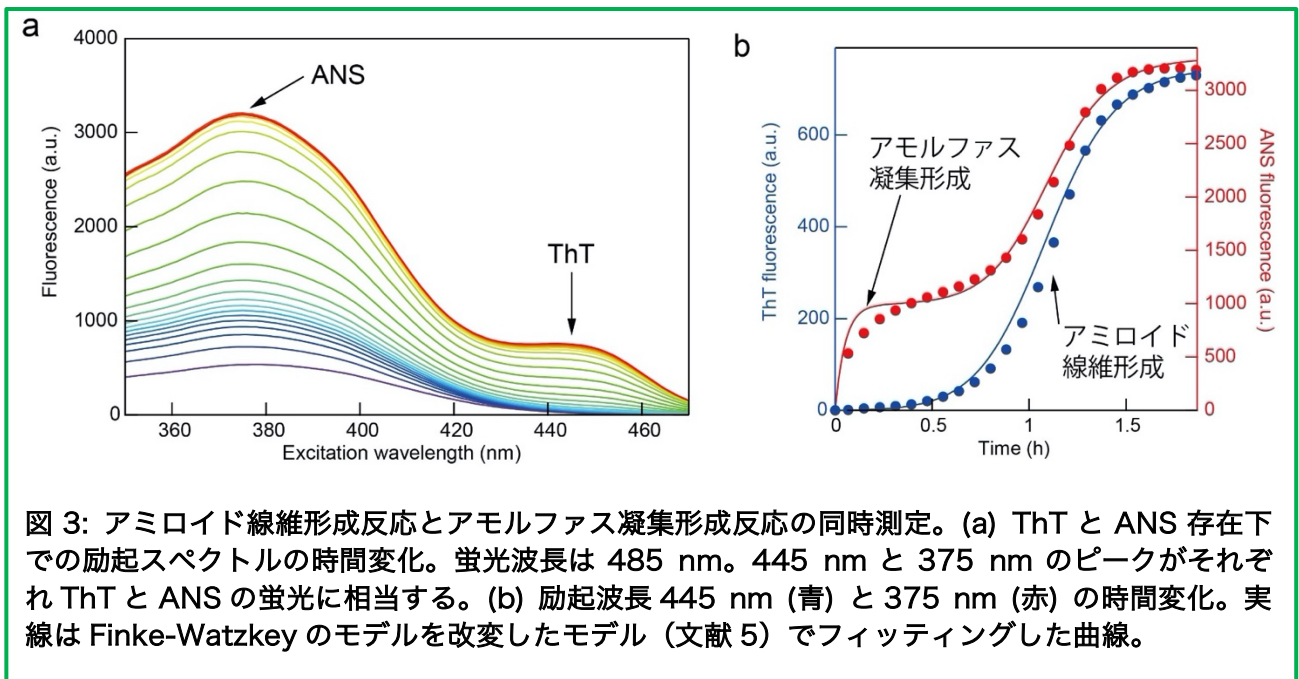 a
4000
3000
2000
1000
0
Fluorescence (a.u.)
ANS
ThT
360
380
400
420
440
460
Excitation wavelength (nm)
b
600
400
200
0
ThT fluorescence (a.u.)
アモルファス
凝集形成
アミロイド
線維形成
3000
2500
2000
1500
1000
500
0
ANS fluorescence (a.u.)
0
0.5
1
1.5
Time (h)
図 3: アミロイド線維形成反応とアモルファス凝集形成反応の同時測定。(a) ThT と ANS 存在下
での励起スペクトルの時間変化。蛍光波長は 485 nm。445 nm と 375 nm のピークがそれぞ
れ ThT と ANS の蛍光に相当する。(b) 励起波長 445 nm (青) と 375 nm (赤) の時間変化。実
線は Finke-Watzkey のモデルを改変したモデル（文献 5）でフィッティングした曲線。